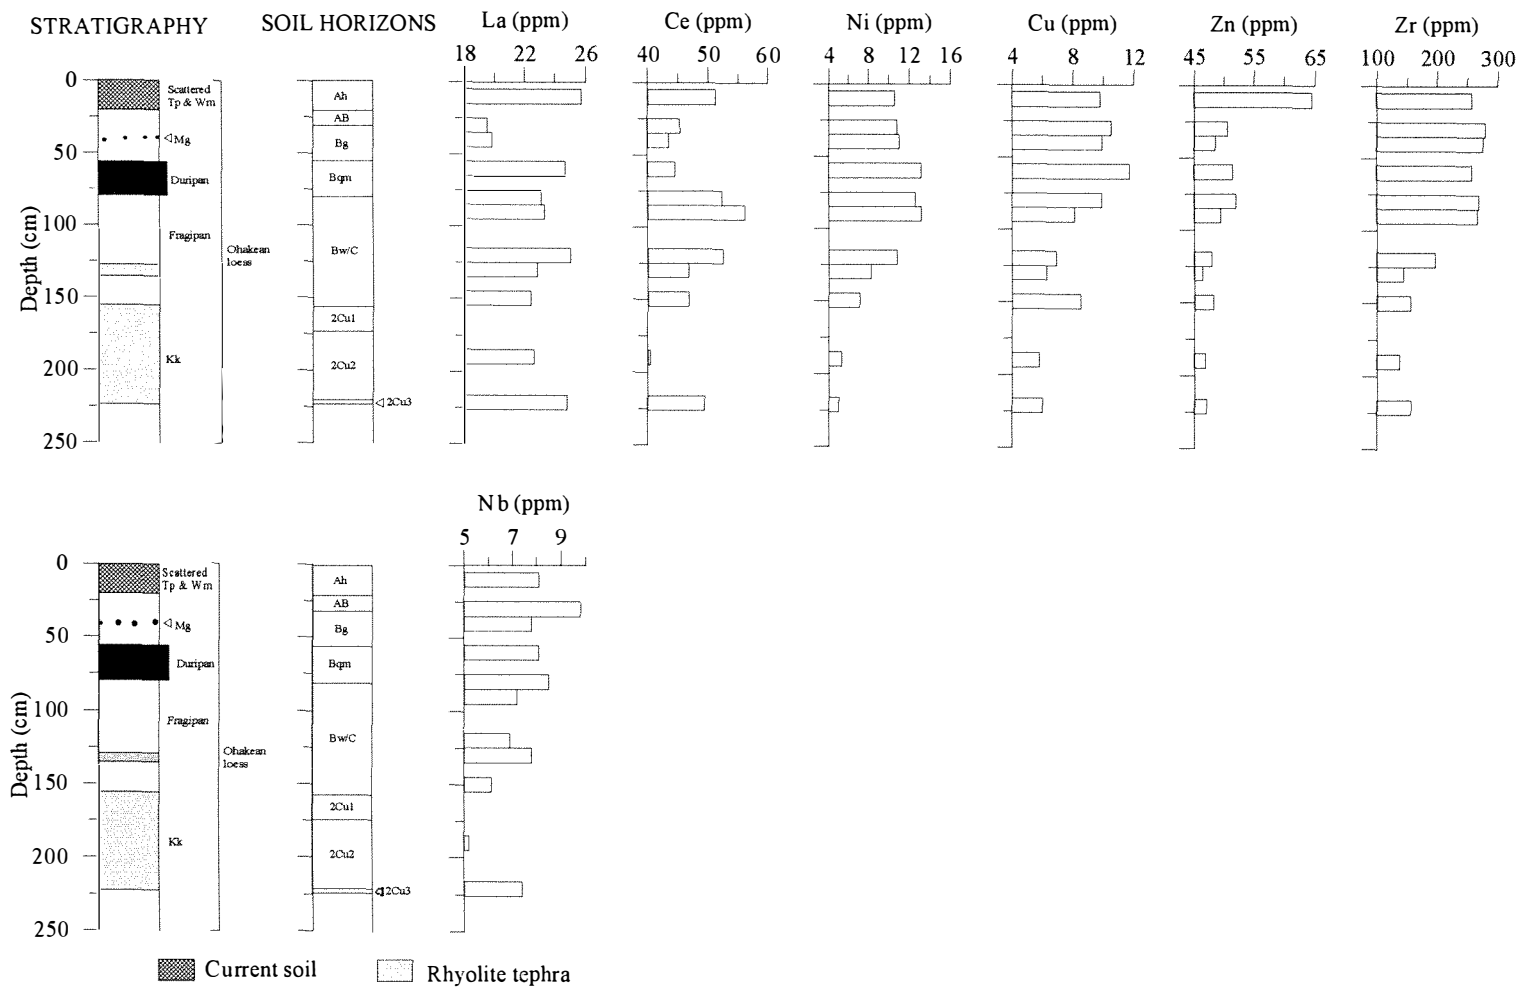 STRATIGRAPHY SOIL HORIZONS La (ppm) Ce (ppm) Ni (ppm) Cu (ppm) Zn (ppm) Zr (ppm)
18 22 26 40 50 60 4 8 12 16 4 8 12 45 55 65 100 200 300
Depth (cm)
0
50
100
150
200
250
Scattered
Tp & Wm
Mg
Duripan
Fragipan
Ohakean
loess
Kk
Ah
AB
Bg
Bqm
Bw/C
2Cu1
2Cu2
2Cu3
Nb (ppm)
5 7 9
Depth (cm)
0
50
100
150
200
250
Scattered
Tp & Wm
Mg
Duripan
Fragipan
Ohakean
loess
Kk
Ah
AB
Bg
Bqm
Bw/C
2Cu1
2Cu2
2Cu3
Current soil Rhyolite tephra